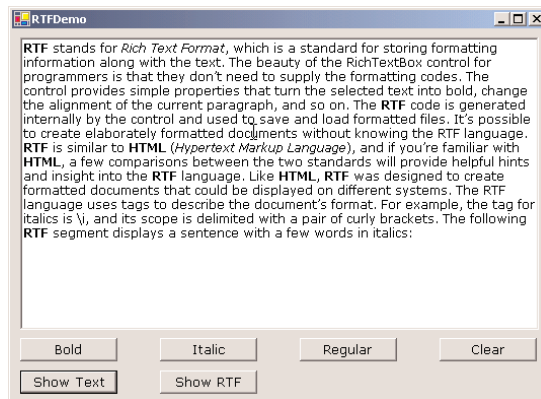 RTFDemo
RTF stands for Rich Text Format, which is a standard for storing formatting
information along with the text. The beauty of the RichTextBox control for
programmers is that they don't need to supply the formatting codes. The
control provides simple properties that turn the selected text into bold, change
the alignment of the current paragraph, and so on. The RTF code is generated
internally by the control and used to save and load formatted files. It's possible
to create elaborately formatted documents without knowing the RTF language.
RTF is similar to HTML (Hypertext Markup Language), and if you're familiar with
HTML, a few comparisons between the two standards will provide helpful hints
and insight into the RTF language. Like HTML, RTF was designed to create
formatted documents that could be displayed on different systems. The RTF
language uses tags to describe the document's format. For example, the tag for
italics is \i, and its scope is delimited with a pair of curly brackets. The following
RTF segment displays a sentence with a few words in italics:
Bold Italic Regular Clear
Show Text Show RTF